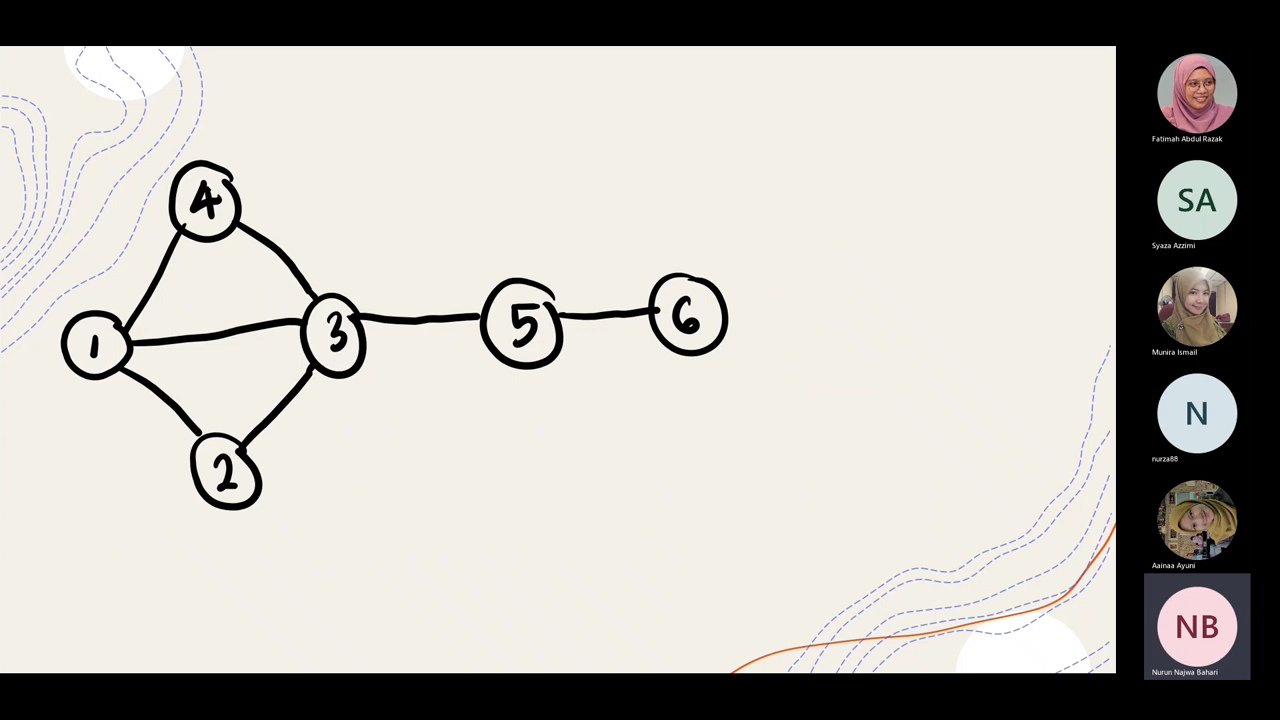 4
1
3
5
6
2
Fatimah Abdul Razak
SA
Syaza Azzimi
Munira Ismail
N
nurza88
Aainaa Ayuni
NB
Nurun Najwa Bahari